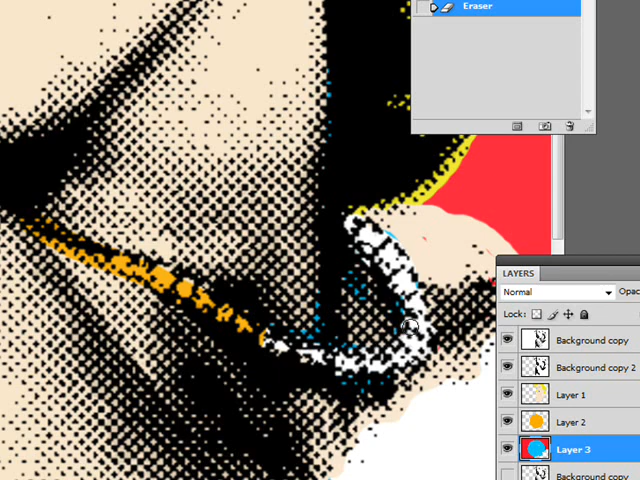 Eraser
LAYERS
Normal
Opac
Lock:
Background copy
Background copy 2
Layer 1
Layer 2
Layer 3
Background copy